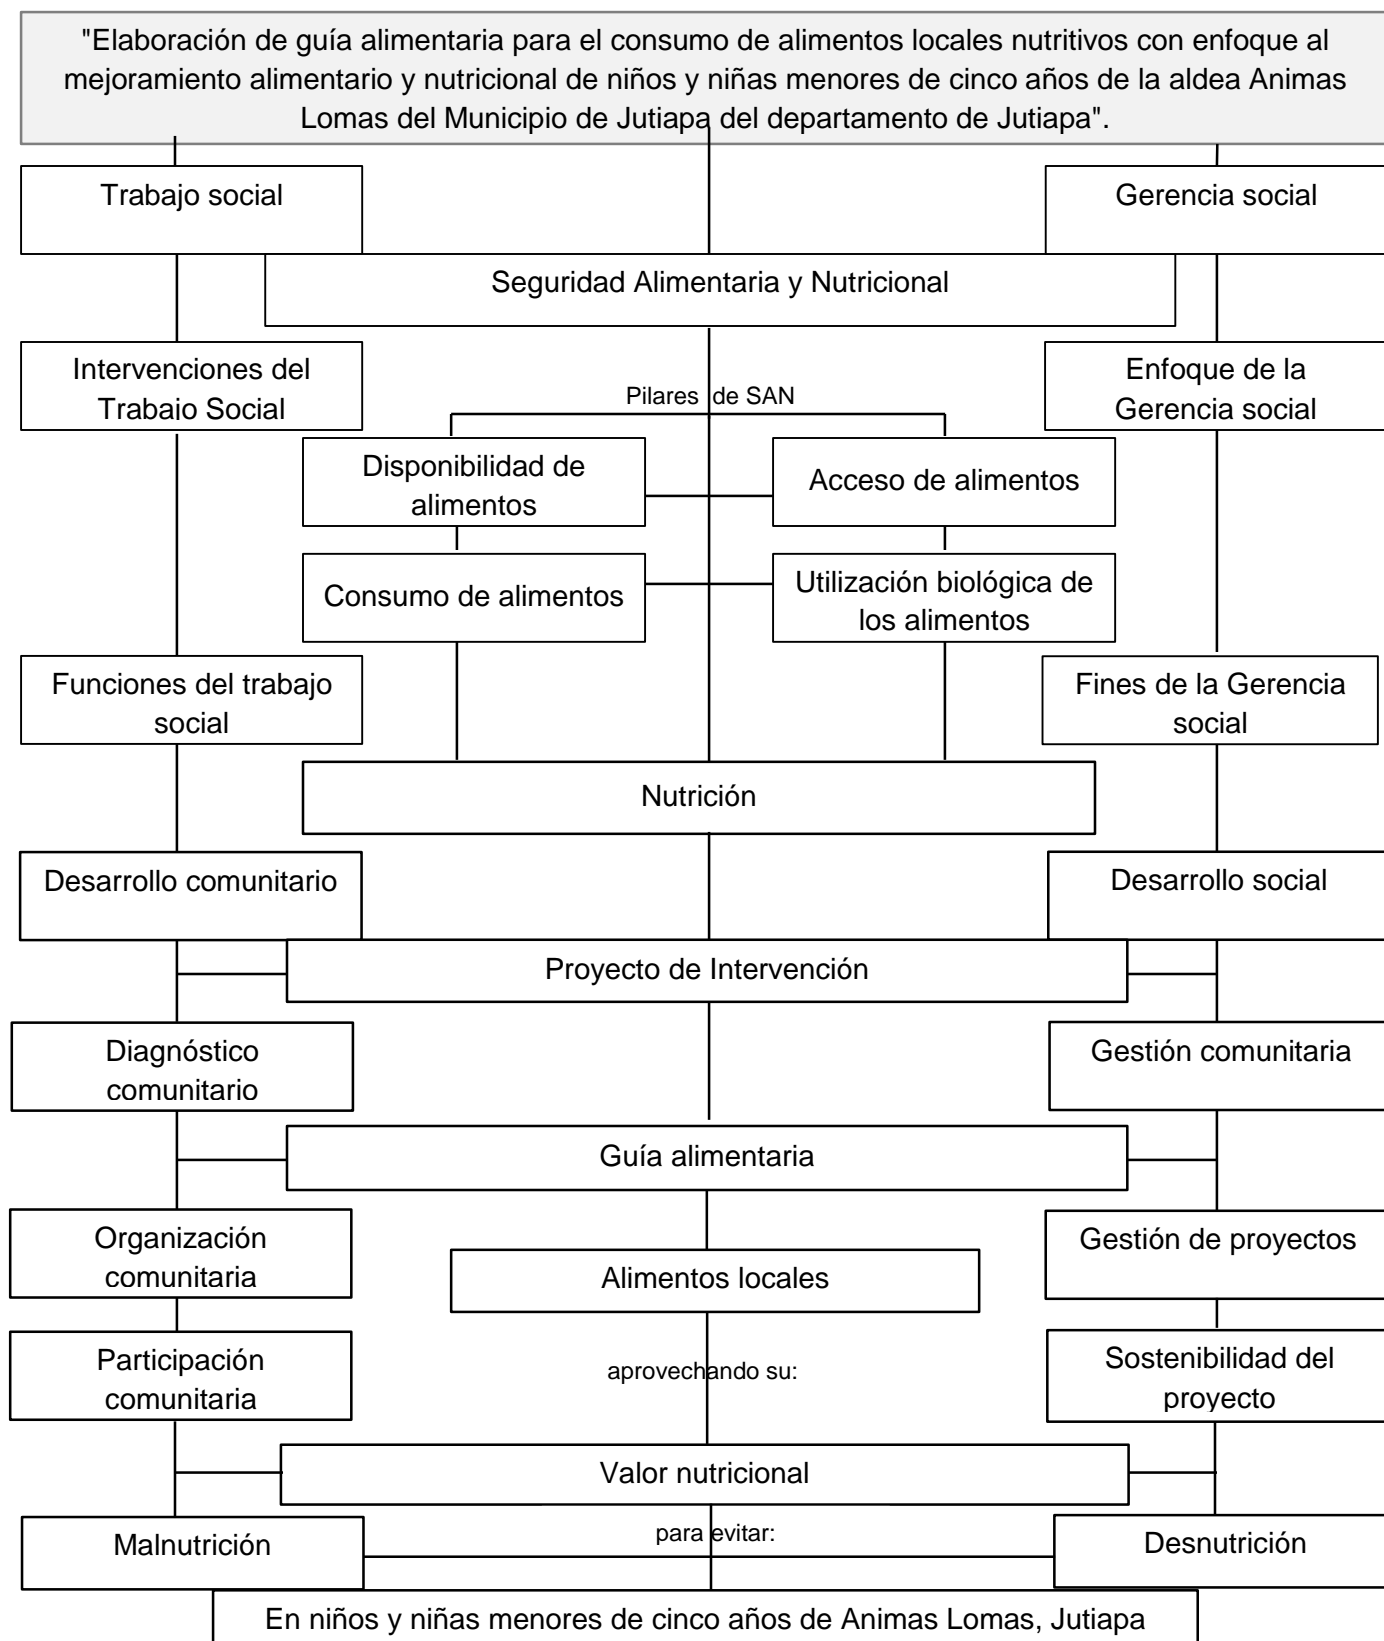 "Elaboración de guía alimentaria para el consumo de alimentos locales nutritivos con enfoque al
mejoramiento alimentario y nutricional de niños y niñas menores de cinco años de la aldea Animas
Lomas del Municipio de Jutiapa del departamento de Jutiapa".
Trabajo social
Gerencia social
Seguridad Alimentaria y Nutricional
Intervenciones del
Trabajo Social
Enfoque de la
Gerencia social
Pilares de SAN
Disponibilidad de
alimentos
Acceso de alimentos
Consumo de alimentos
Utilización biológica de
los alimentos
Funciones del trabajo
social
Fines de la Gerencia
social
Nutrición
Desarrollo comunitario
Desarrollo social
Proyecto de Intervención
Diagnóstico
comunitario
Gestión comunitaria
Guía alimentaria
Organización
comunitaria
Gestión de proyectos
Alimentos locales
Participación
comunitaria
aprovechando su:
Sostenibilidad del
proyecto
Valor nutricional
Malnutrición
para evitar:
Desnutrición
En niños y niñas menores de cinco años de Animas Lomas, Jutiapa